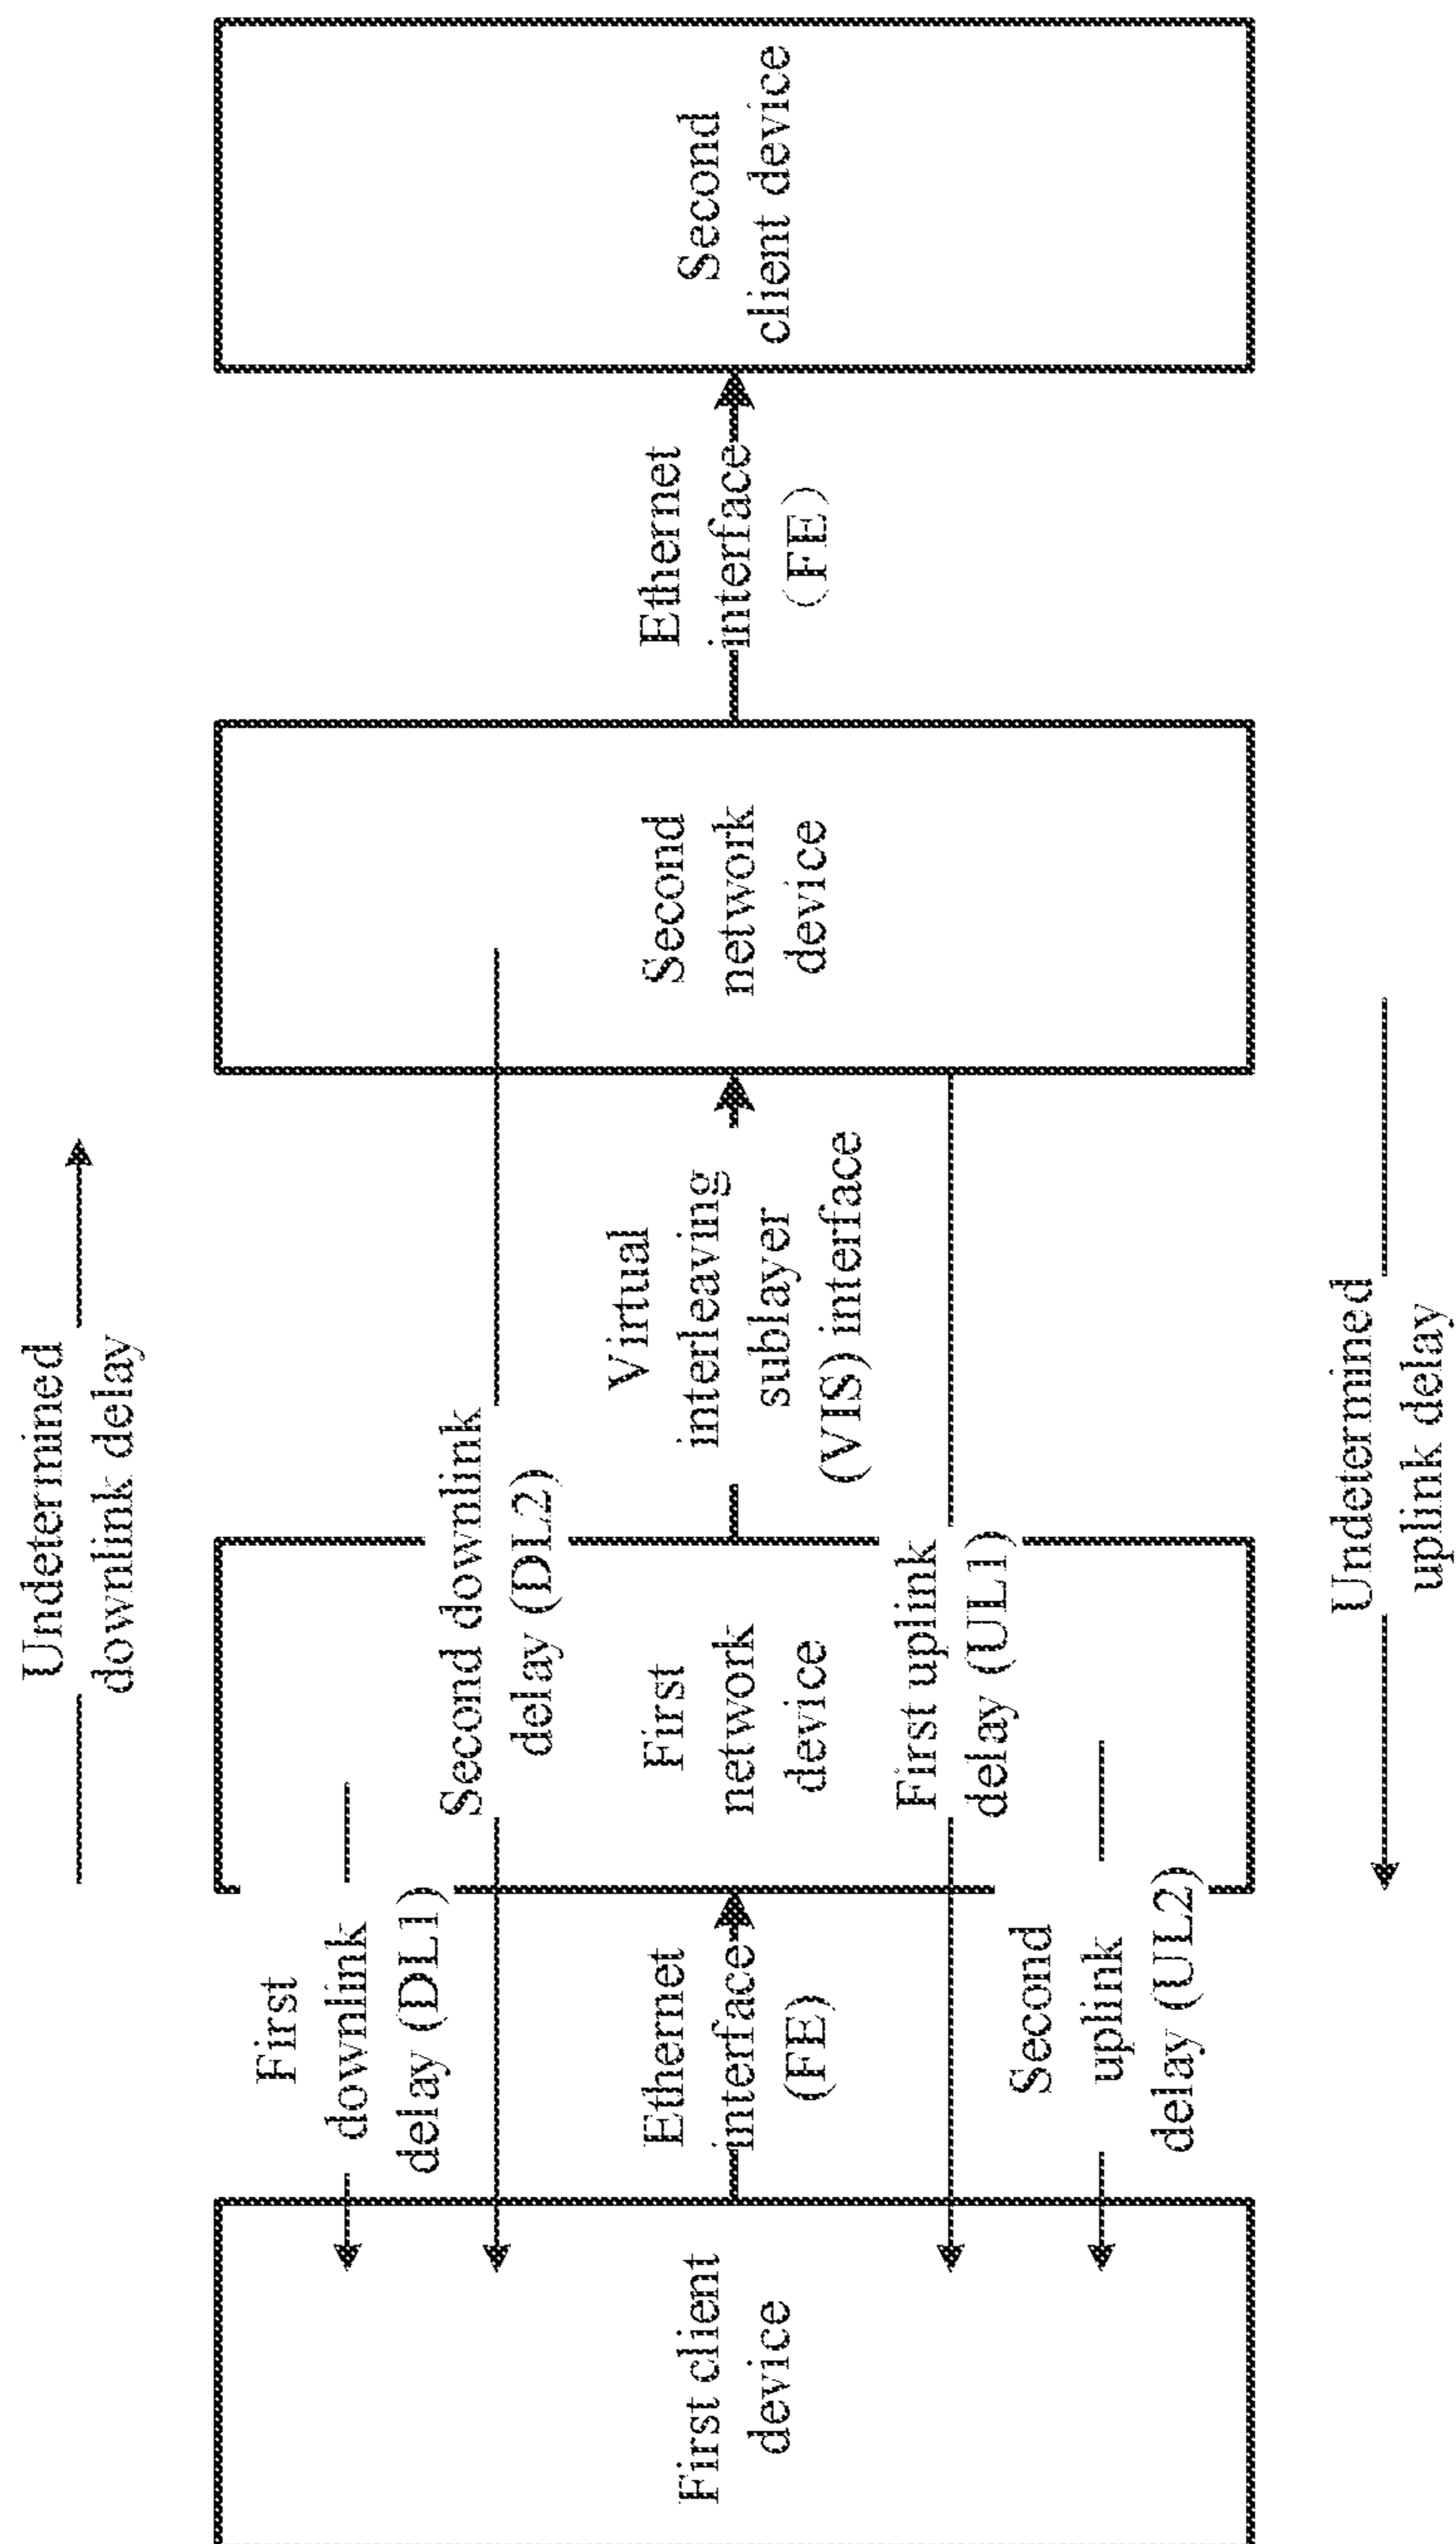 Undetermined
downlink delay
First
downlink
delay (DL1)
Second downlink
delay (DL2)
First client
device
Ethernet
interface
(FE)
First
network
device
Virtual
interleaving
sublayer
(VIS) interface
Second
network
device
Ethernet
interface
(FE)
Second
client device
First uplink
delay (UL1)
Second
uplink
delay (UL2)
Undetermined
uplink delay